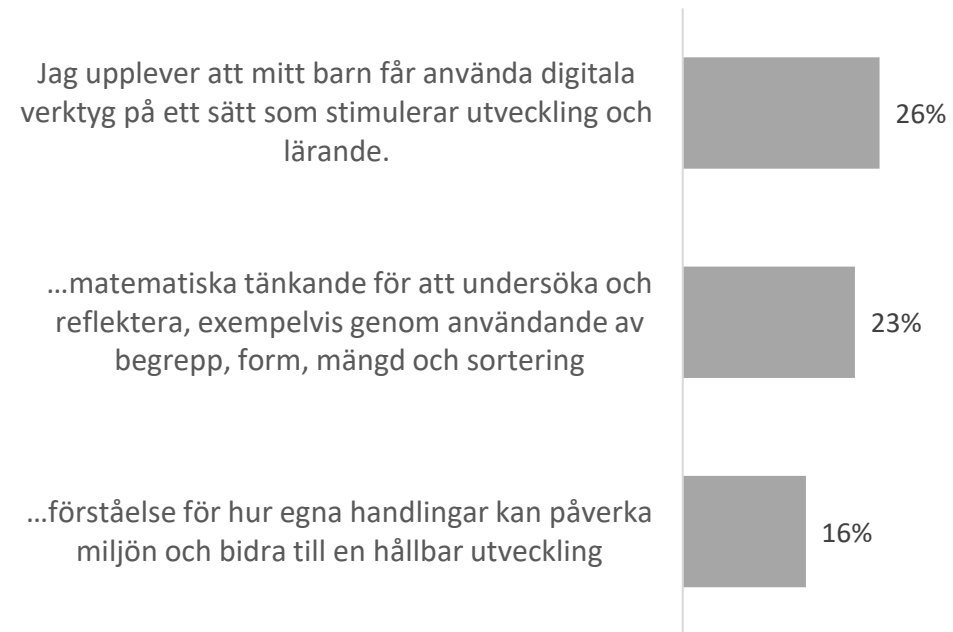 Jag upplever att mitt barn får använda digitala
verktyg på ett sätt som stimulerar utveckling och
lärande.
26%
…matematiska tänkande för att undersöka och
reflektera, exempelvis genom användande av
begrepp, form, mängd och sortering
23%
…förståelse för hur egna handlingar kan påverka
miljön och bidra till en hållbar utveckling
16%